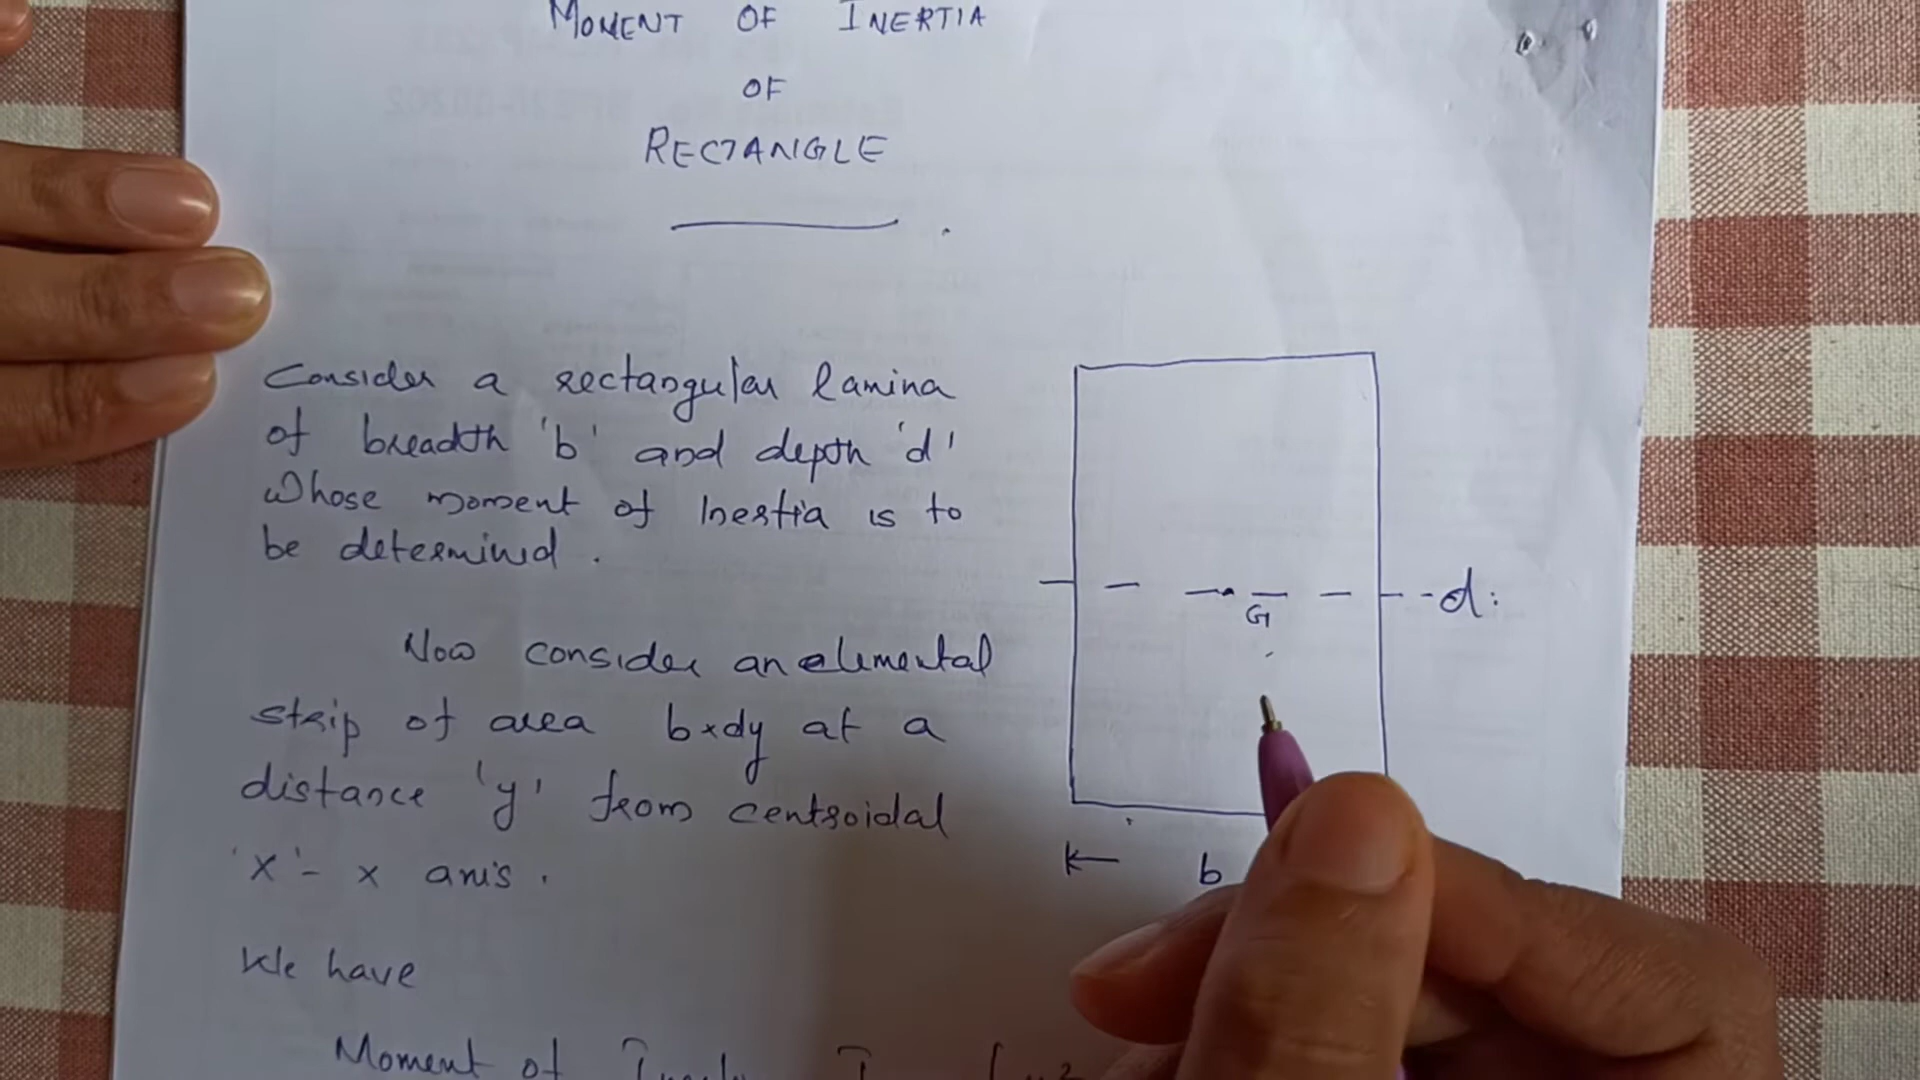 MOMENT OF INERTIA
OF
RECTANGLE
Consider a rectangular lamina
of breadth 'b' and depth 'd'
whose moment of Inertia is to
be determind.
Now consider an elemental
strip of area b×dy at a
distance 'y' from centroidal
'x'- x axis.
We have
Moment of
G
d
b